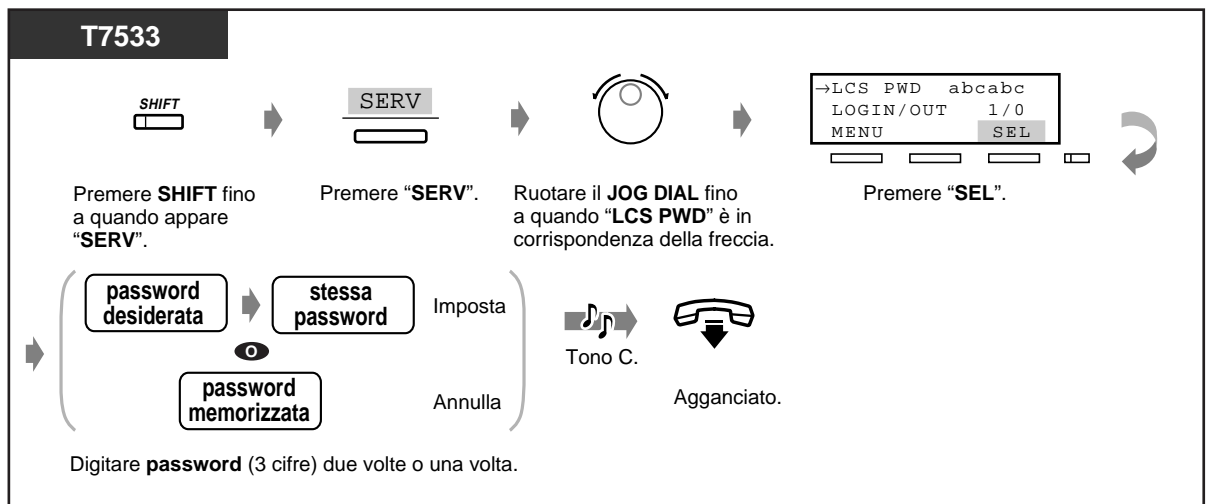 T7533
SHIFT
SERV
→LCS PWD abcabc
LOGIN/OUT 1/0
MENU SEL
Premere SHIFT fino
a quando appare
“SERV”.
Premere “SERV”.
Ruotare il JOG DIAL fino
a quando “LCS PWD” è in
corrispondenza della freccia.
Premere “SEL”.
password
desiderata
stessa
password
Imposta
O
password
memorizzata
Annulla
Tono C.
Agganciato.
Digitare password (3 cifre) due volte o una volta.